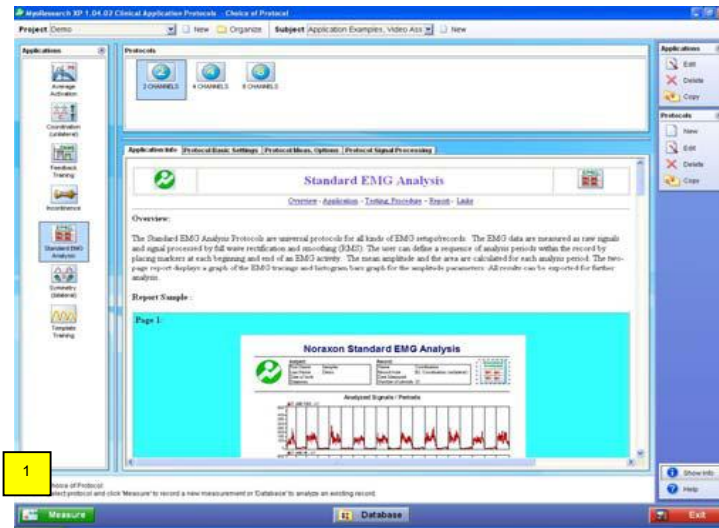 MyoResearch XP 1.04.02 Clinical Application Protocols - Choice of Protocol
Project Demo New Organize Subject Application Examples, Video Ass New
Applications
Average
Activation
Coordination
(unilateral)
Feedback
Training
Incontinence
Standard EMG
Analysis
Symmetry
(bilateral)
Template
Training
Protocols
2 CHANNELS 4 CHANNELS 8 CHANNELS
Application Info Protocol Basic Settings Protocol Meas. Options Protocol Signal Processing
Standard EMG Analysis
Overview - Application - Testing Procedure - Report - Links
Overview:
The Standard EMG Analysis Protocols are universal protocols for all kinds of EMG setups/records. The EMG data are measured as raw signals
and signal processed by full wave rectification and smoothing (RMS). The user can define a sequence of analysis periods within the record by
placing markers at each beginning and end of an EMG activity. The mean amplitude and the area are calculated for each analysis period. The two-
page report displays a graph of the EMG tracings and histogram bars graph for the amplitude parameters. All results can be exported for further
analysis.
Report Sample :
Page 1:
Noraxon Standard EMG Analysis
Analyzed Signals / Periods
Applications
Edit
Delete
Copy
Protocols
New
Edit
Delete
Copy
Show Info
Help
1
Choice of Protocol
select protocol and click 'Measure' to record a new measurement or 'Database' to analyze an existing record.
Measure Database Exit